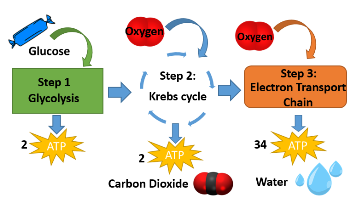 Glucose
Oxygen
Oxygen
Step 1
Glycolysis
Step 2:
Krebs cycle
Step 3:
Electron Transport
Chain
2 ATP
2 ATP
34 ATP
Carbon Dioxide
Water